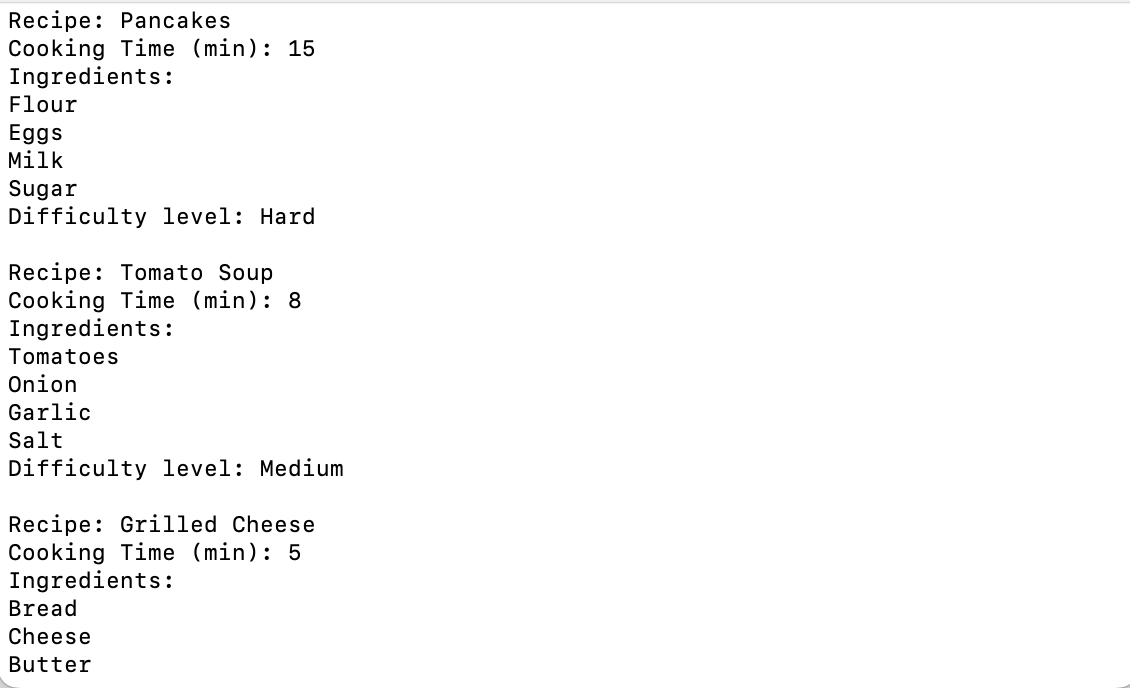 Recipe: Pancakes
Cooking Time (min): 15
Ingredients:
Flour
Eggs
Milk
Sugar
Difficulty level: Hard

Recipe: Tomato Soup
Cooking Time (min): 8
Ingredients:
Tomatoes
Onion
Garlic
Salt
Difficulty level: Medium

Recipe: Grilled Cheese
Cooking Time (min): 5
Ingredients:
Bread
Cheese
Butter